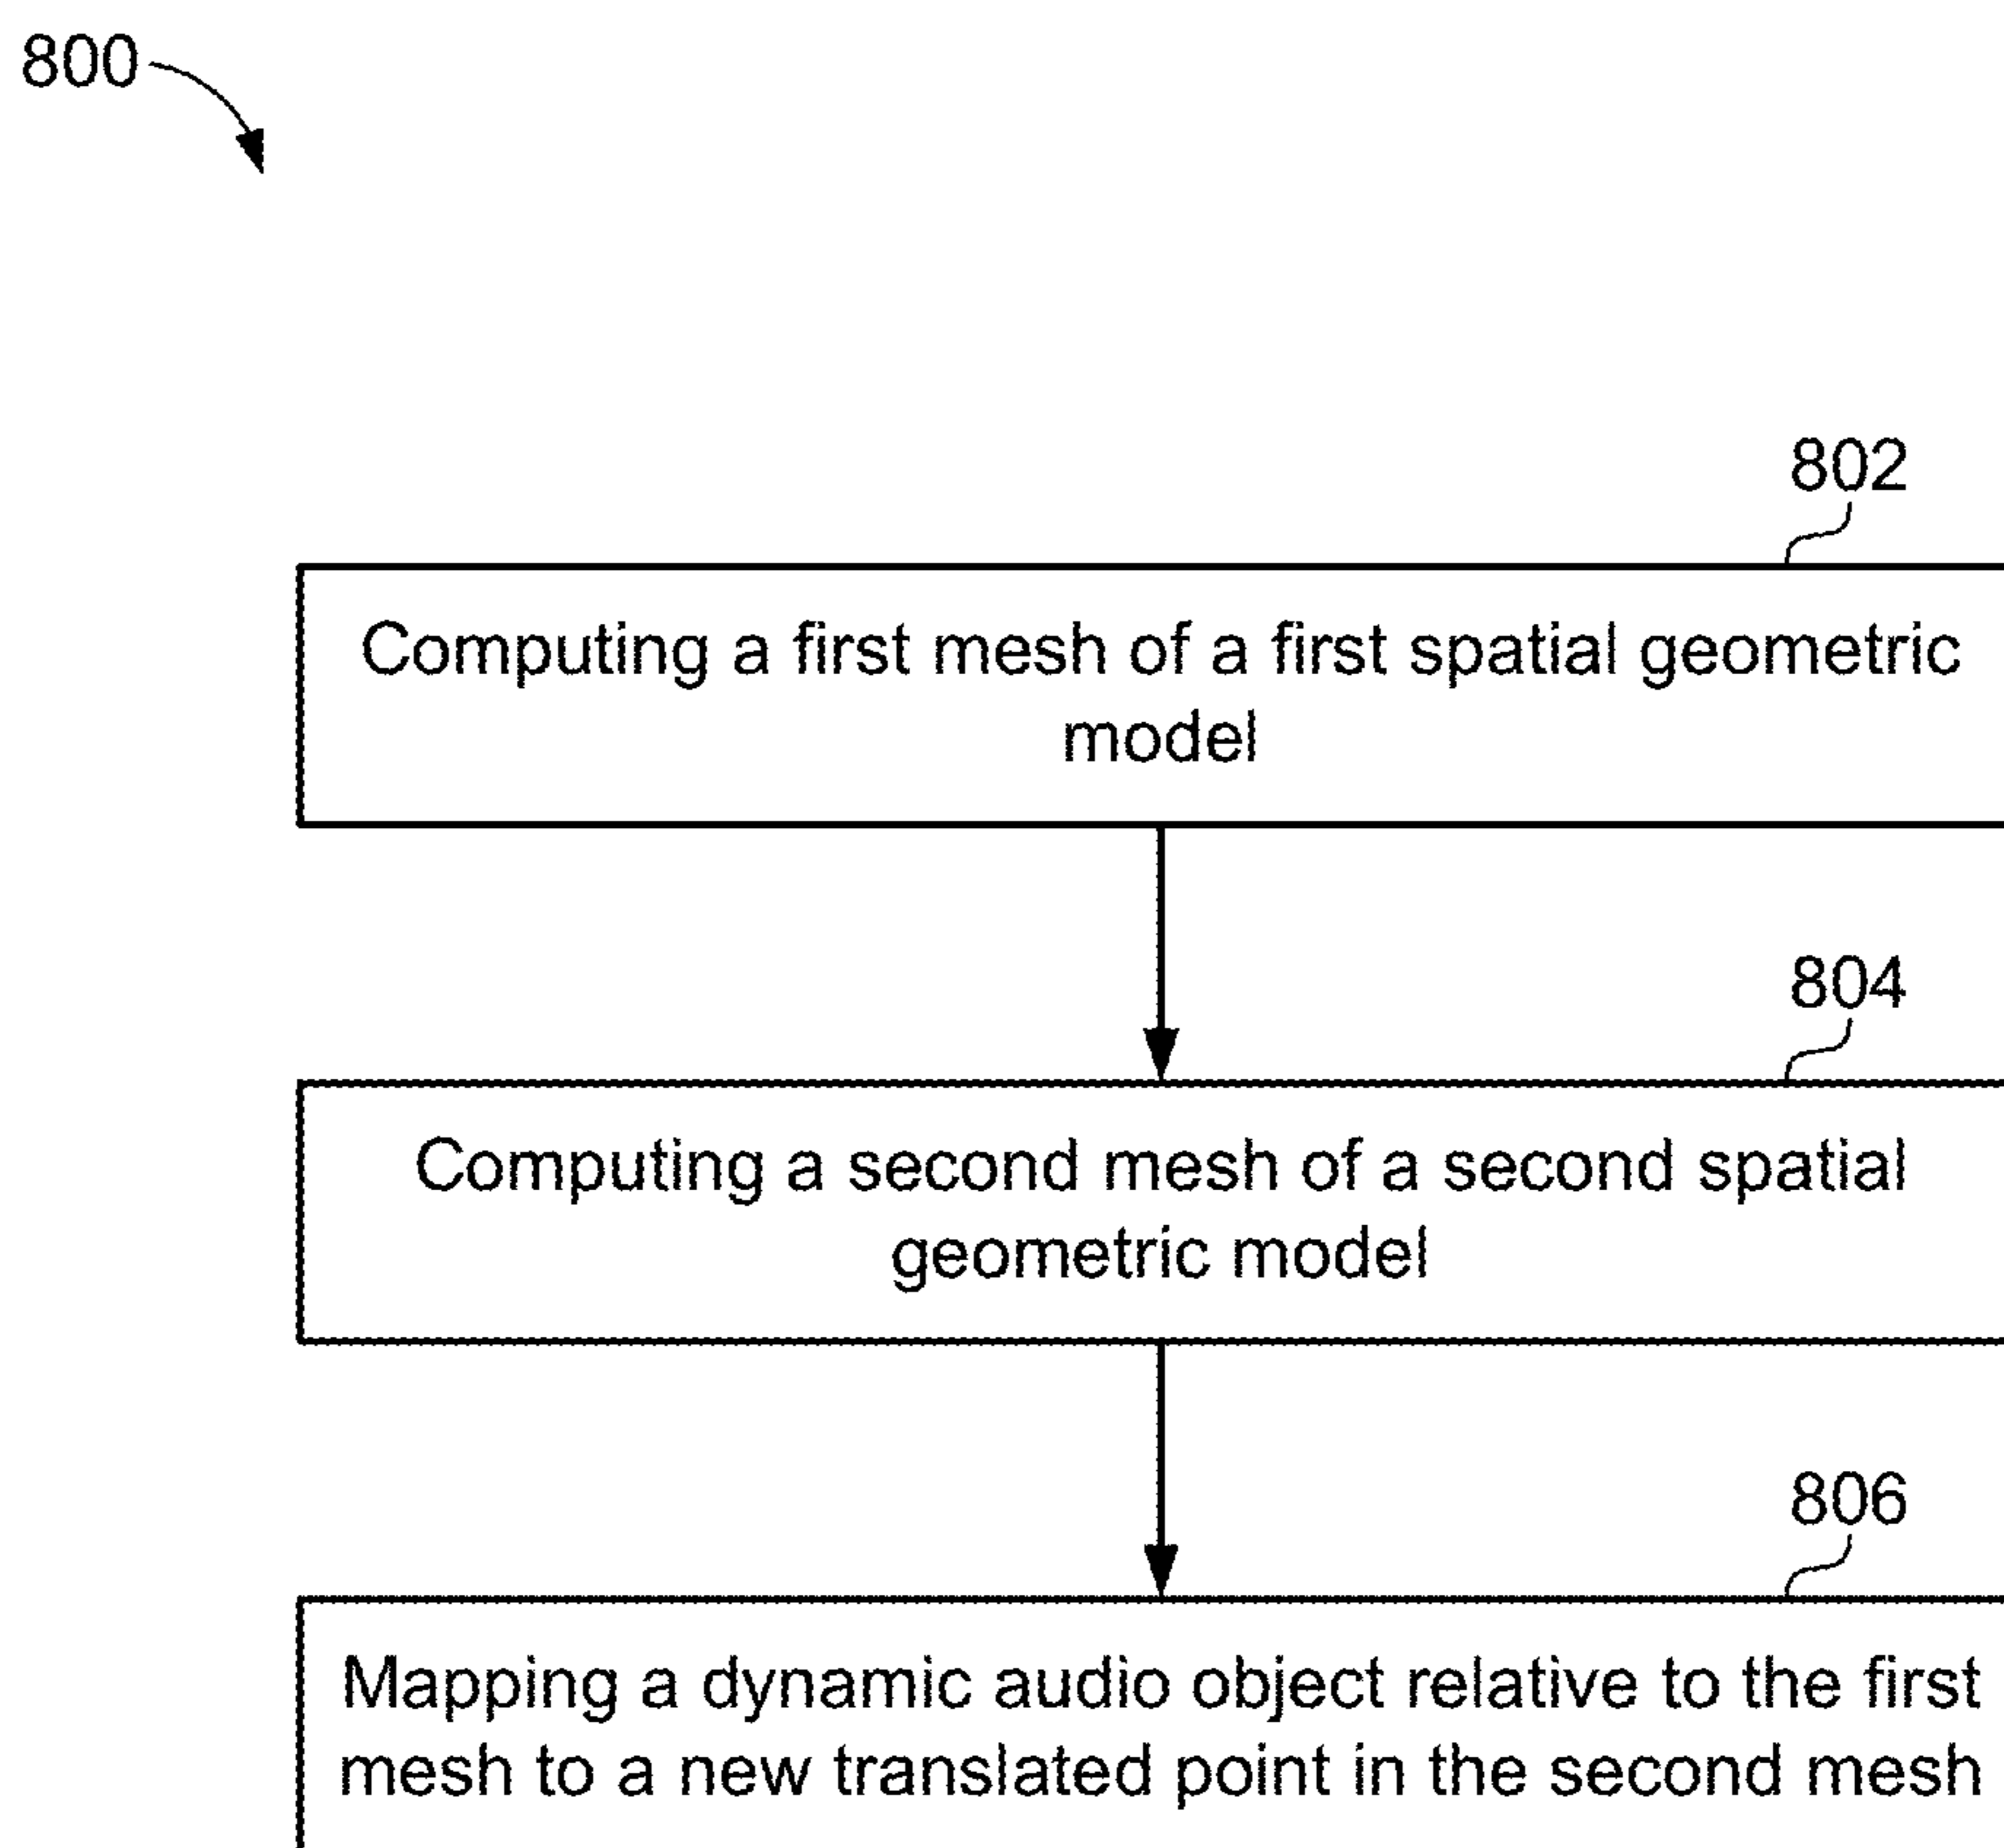 800
802
Computing a first mesh of a first spatial geometric
model
804
Computing a second mesh of a second spatial
geometric model
806
Mapping a dynamic audio object relative to the first
mesh to a new translated point in the second mesh